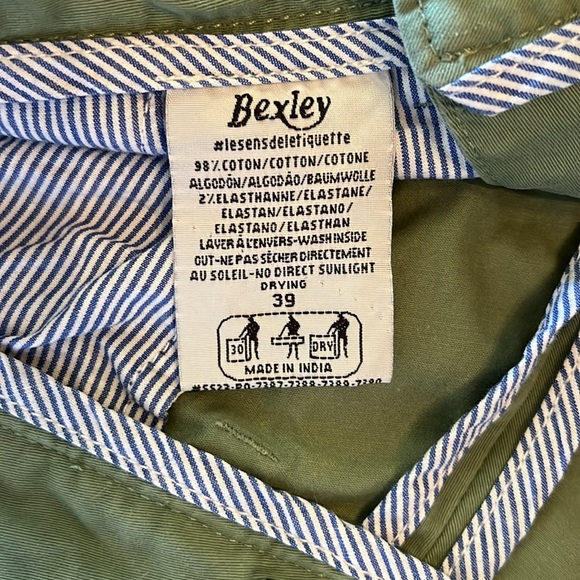 Bexley
#lesensdeletiquette
98% COTON/COTTON/COTONE
ALGODÓN/ALGODÃO/BAUMWOLLE
2% ELASTHANNE/ELASTANE/
ELASTAN/ELASTANO/
ELASTANO/ELASTHAN
LAVER À L'ENVERS-WASH INSIDE
OUT-NE PAS SÈCHER DIRECTEMENT
AU SOLEIL-NO DIRECT SUNLIGHT
DRYING
39
30 DRY
MADE IN INDIA